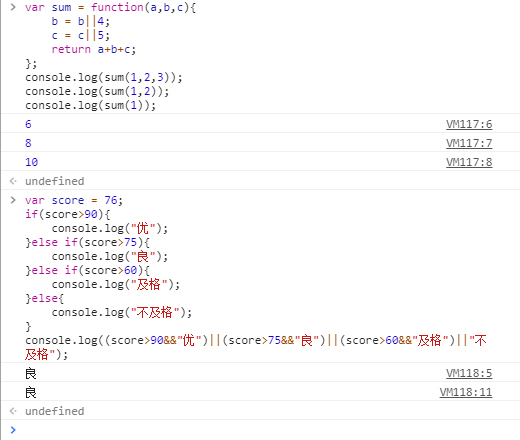 var sum = function(a,b,c){
    b = b||4;
    c = c||5;
    return a+b+c;
};
console.log(sum(1,2,3));
console.log(sum(1,2));
console.log(sum(1));
6 VM117:6
8 VM117:7
10 VM117:8
undefined
var score = 76;
if(score>90){
    console.log("优");
}else if(score>75){
    console.log("良");
}else if(score>60){
    console.log("及格");
}else{
    console.log("不及格");
}
console.log((score>90&&"优")||(score>75&&"良")||(score>60&&"及格")||"不
及格");
良 VM118:5
良 VM118:11
undefined